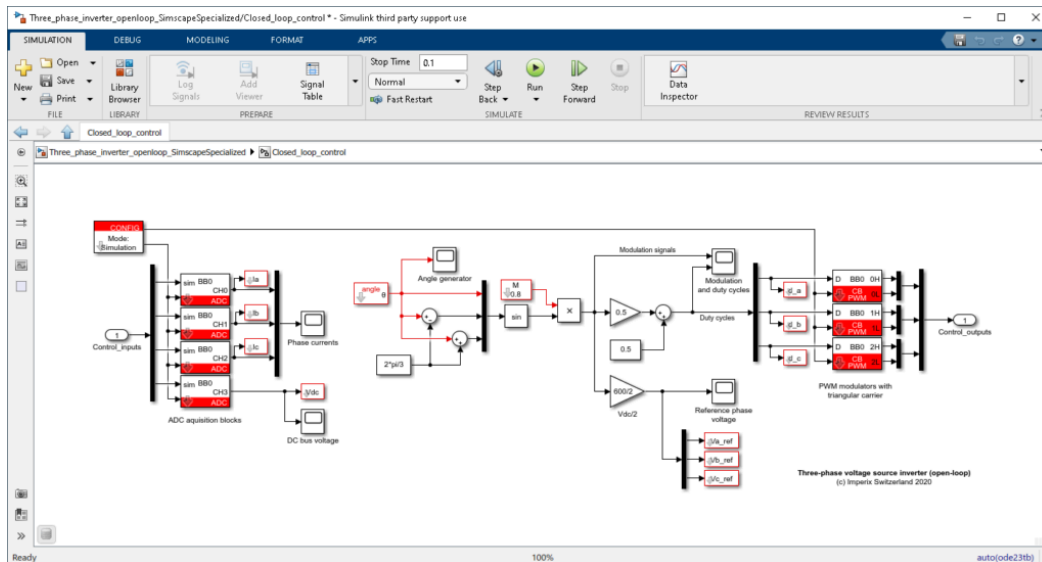 Three_phase_inverter_openloop_SimscapeSpecialized/Closed_loop_control * - Simulink third party support use
SIMULATION DEBUG MODELING FORMAT APPS
New
Open
Save
Print
FILE
Library
Browser
LIBRARY
Log
Signals
Add
Viewer
Signal
Table
PREPARE
Stop Time 0.1
Normal
Fast Restart
Step
Back
Run
Step
Forward
Stop
SIMULATE
Data
Inspector
REVIEW RESULTS
Closed_loop_control
Three_phase_inverter_openloop_SimscapeSpecialized Closed_loop_control
CONFIG
Mode:
Simulation
1
Control_inputs
sim BB0
CH0
ADC
sim BB0
CH1
ADC
sim BB0
CH2
ADC
sim BB0
CH3
ADC
ADC aquisition blocks
Ia
Ib
Ic
Phase currents
Vdc
DC bus voltage
Angle generator
angle
θ
2*pi/3
sin
M
0.8
×
Modulation signals
0.5
0.5
Modulation
and duty cycles
Duty cycles
600/2
Vdc/2
Reference phase
voltage
Va_ref
Vb_ref
Vc_ref
d_a
d_b
d_c
D BB0 0H
CB
PWM 0L
D BB0 1H
CB
PWM 1L
D BB0 2H
CB
PWM 2L
PWM modulators with
triangular carrier
1
Control_outputs
Three-phase voltage source inverter (open-loop)
(c) Imperix Switzerland 2020
Ready 100% auto(ode23tb)